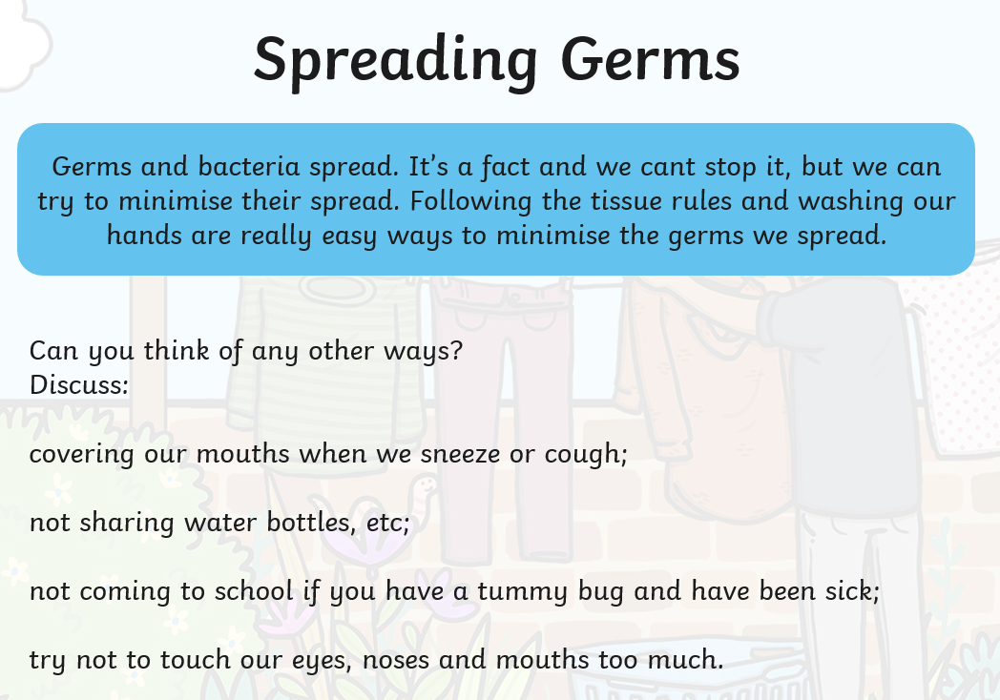 Spreading Germs
Germs and bacteria spread. It’s a fact and we cant stop it, but we can
try to minimise their spread. Following the tissue rules and washing our
hands are really easy ways to minimise the germs we spread.
Can you think of any other ways?
Discuss:
covering our mouths when we sneeze or cough;
not sharing water bottles, etc;
not coming to school if you have a tummy bug and have been sick;
try not to touch our eyes, noses and mouths too much.